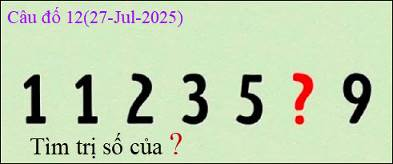 Câu đố 12(27-Jul-2025)
1 1 2 3 5 ? 9
Tìm trị số của ?